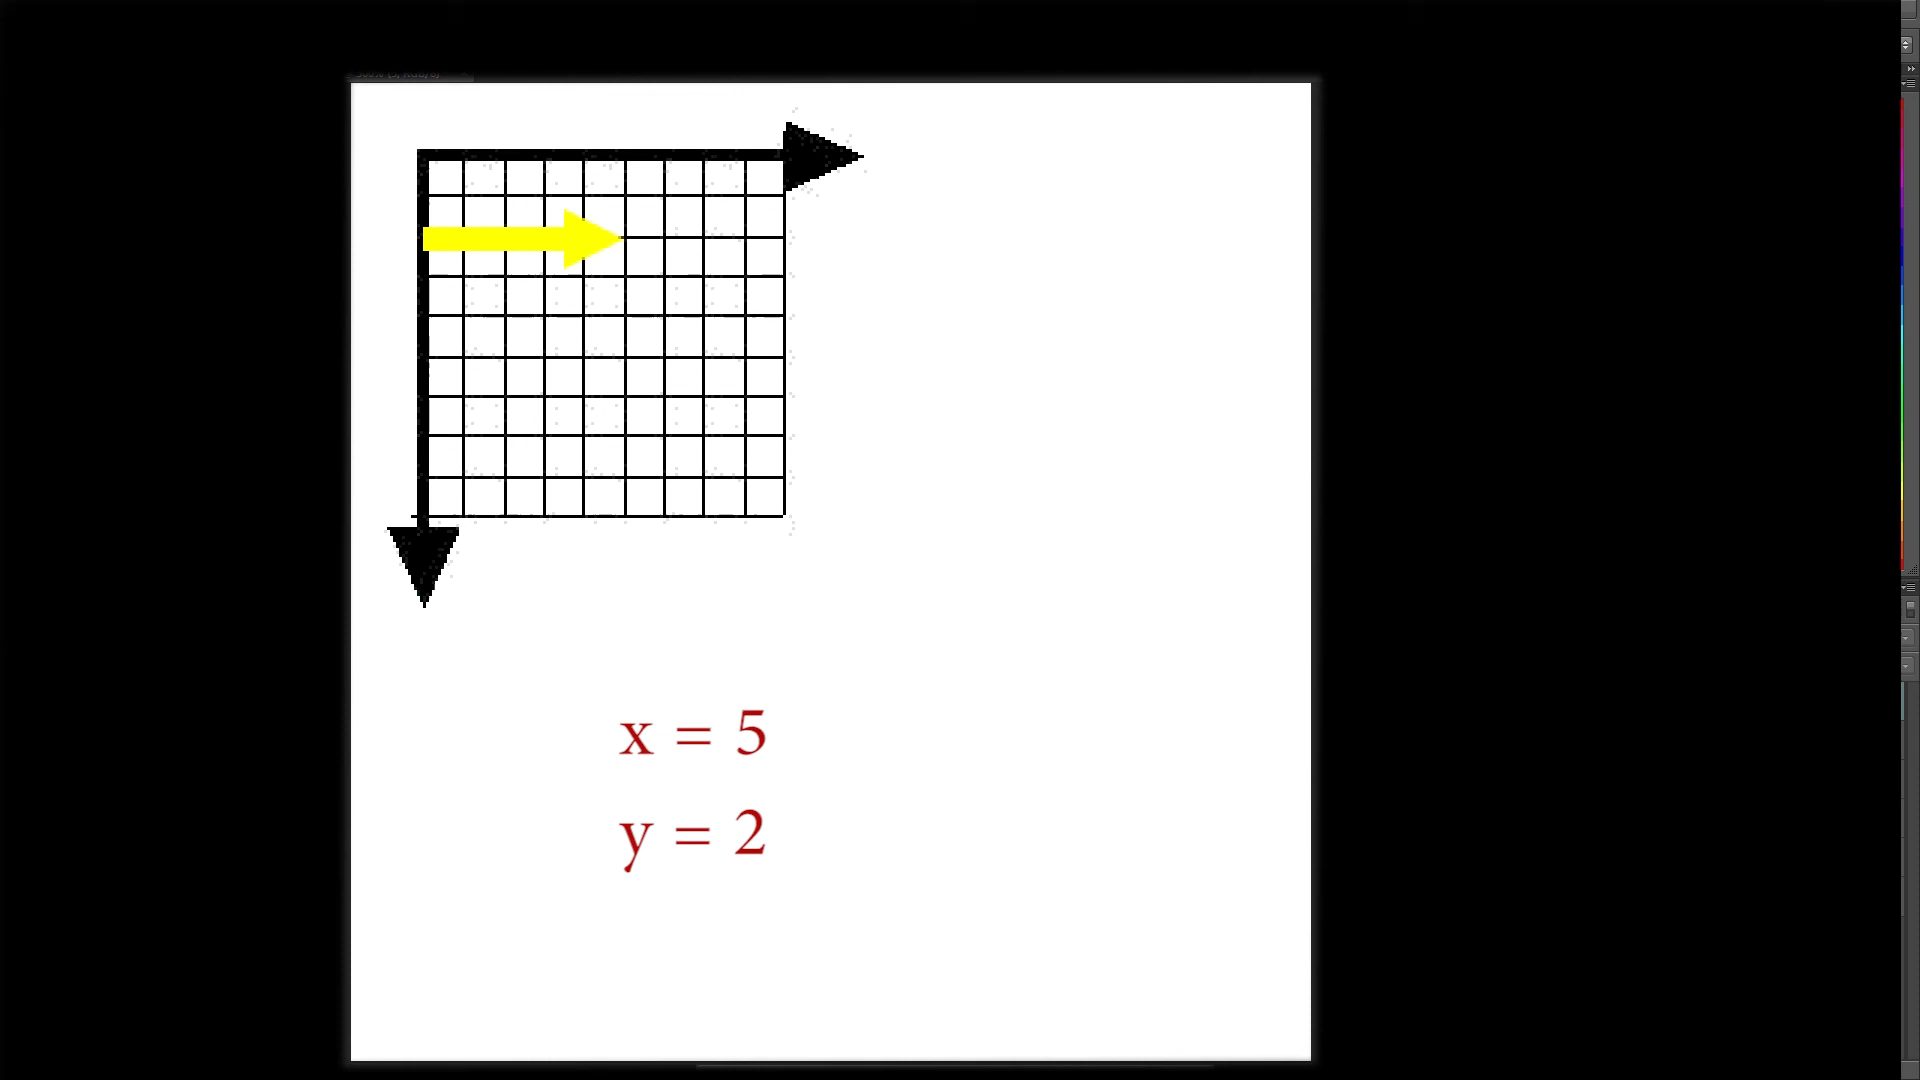 x = 5
y = 2